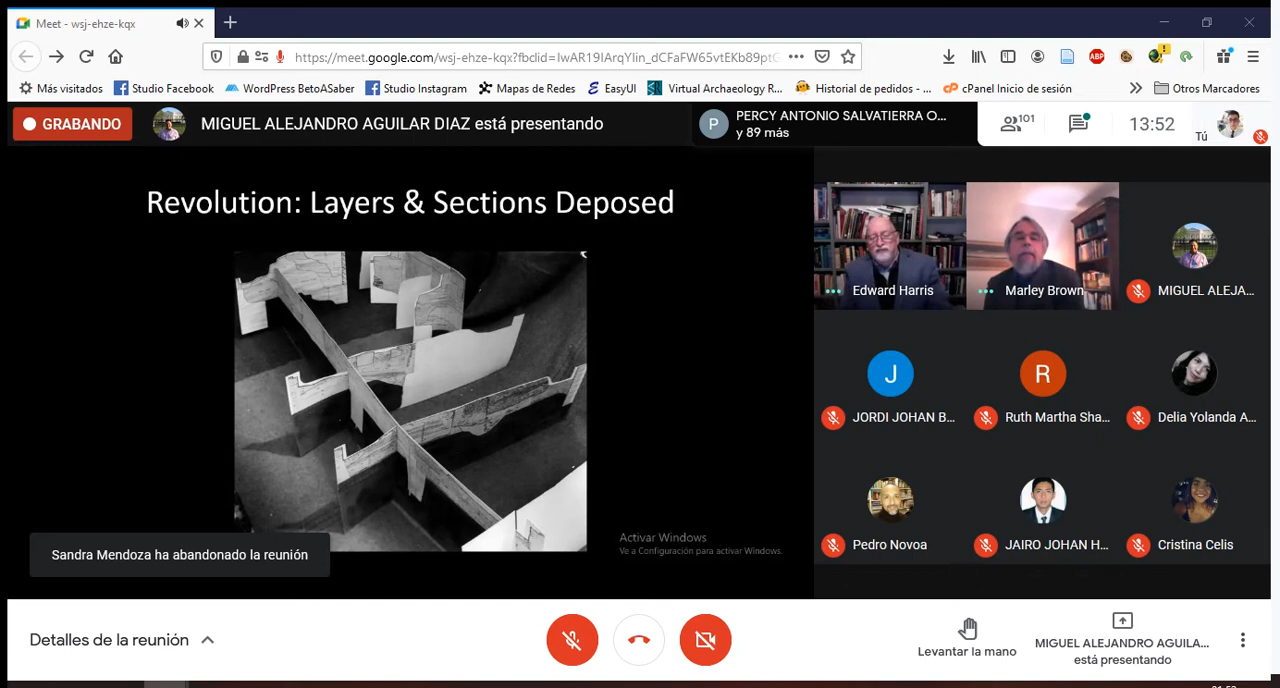 Meet - wsj-ehze-kqx
https://meet.google.com/wsj-ehze-kqx?fbclid=IwAR19IArqYlin_dCFaFW65vtEKb89ptG
Más visitados
Studio Facebook
WordPress BetoASaber
Studio Instagram
Mapas de Redes
EasyUI
Virtual Archaeology R...
Historial de pedidos - ...
cPanel Inicio de sesión
Otros Marcadores
GRABANDO
MIGUEL ALEJANDRO AGUILAR DIAZ está presentando
P
PERCY ANTONIO SALVATIERRA O...
y 89 más
101
13:52
Tú
ABP
Revolution: Layers & Sections Deposed
Edward Harris
Marley Brown
MIGUEL ALEJA...
J
R
JORDI JOHAN B...
Ruth Martha Sha...
Delia Yolanda A...
Pedro Novoa
JAIRO JOHAN H...
Cristina Celis
Activar Windows
Ve a Configuración para activar Windows.
Sandra Mendoza ha abandonado la reunión
Detalles de la reunión
Levantar la mano
MIGUEL ALEJANDRO AGUILA...
está presentando